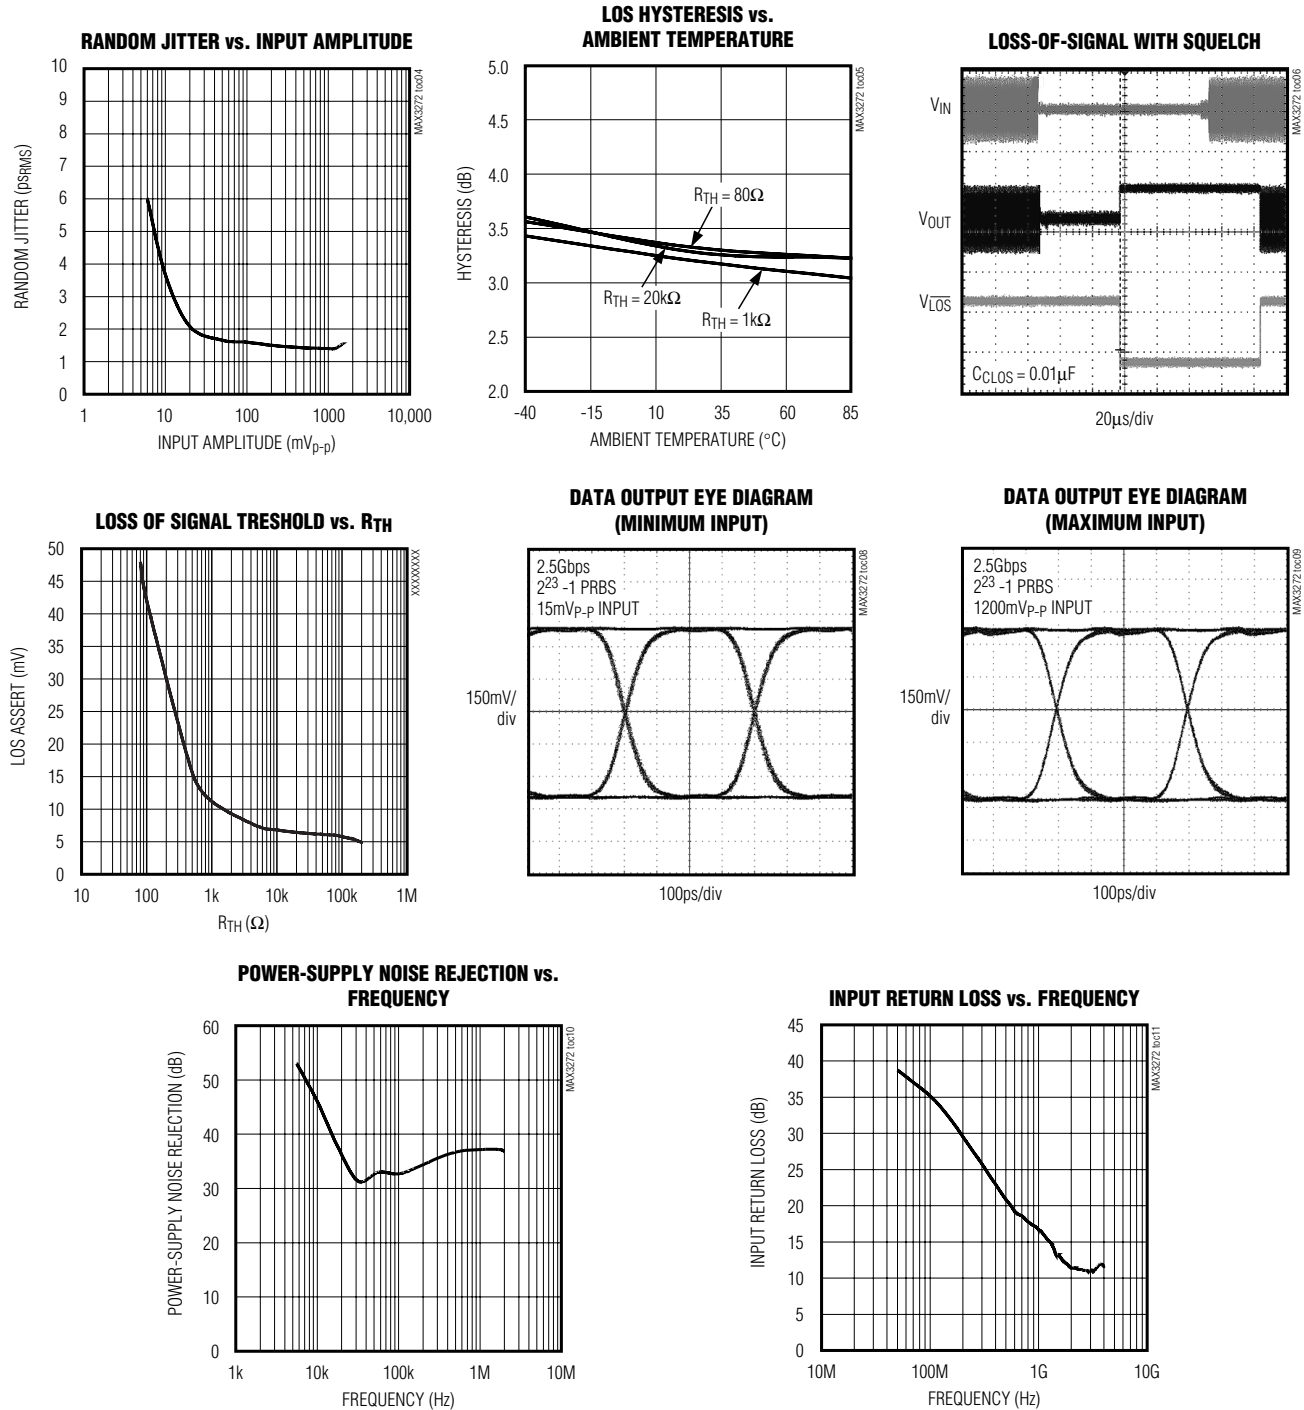 RANDOM JITTER vs. INPUT AMPLITUDE
10
9
8
7
6
5
4
3
2
1
0
RANDOM JITTER (psRMS)
1
10
100
1000
10,000
INPUT AMPLITUDE (mVp-p)
MAX3272 toc04
LOS HYSTERESIS vs.
AMBIENT TEMPERATURE
5.0
4.5
4.0
3.5
3.0
2.5
2.0
HYSTERESIS (dB)
RTH = 80Ω
RTH = 20kΩ
RTH = 1kΩ
-40
-15
10
35
60
85
AMBIENT TEMPERATURE (°C)
MAX3272 toc05
LOSS-OF-SIGNAL WITH SQUELCH
VIN
VOUT
VLOS
CCLOS = 0.01μF
20μs/div
MAX3272 toc06
LOSS OF SIGNAL TRESHOLD vs. RTH
50
45
40
35
30
25
20
15
10
5
0
LOS ASSERT (mV)
10
100
1k
10k
100k
1M
RTH (Ω)
XXXXXXXX
DATA OUTPUT EYE DIAGRAM
(MINIMUM INPUT)
2.5Gbps
2²³ -1 PRBS
15mVP-P INPUT
150mV/
div
100ps/div
MAX3272 toc08
DATA OUTPUT EYE DIAGRAM
(MAXIMUM INPUT)
2.5Gbps
2²³ -1 PRBS
1200mVP-P INPUT
150mV/
div
100ps/div
MAX3272 toc09
POWER-SUPPLY NOISE REJECTION vs.
FREQUENCY
60
50
40
30
20
10
0
POWER-SUPPLY NOISE REJECTION (dB)
1k
10k
100k
1M
10M
FREQUENCY (Hz)
MAX3272 toc10
INPUT RETURN LOSS vs. FREQUENCY
45
40
35
30
25
20
15
10
5
0
INPUT RETURN LOSS (dB)
10M
100M
1G
10G
FREQUENCY (Hz)
MAX3272 toc11